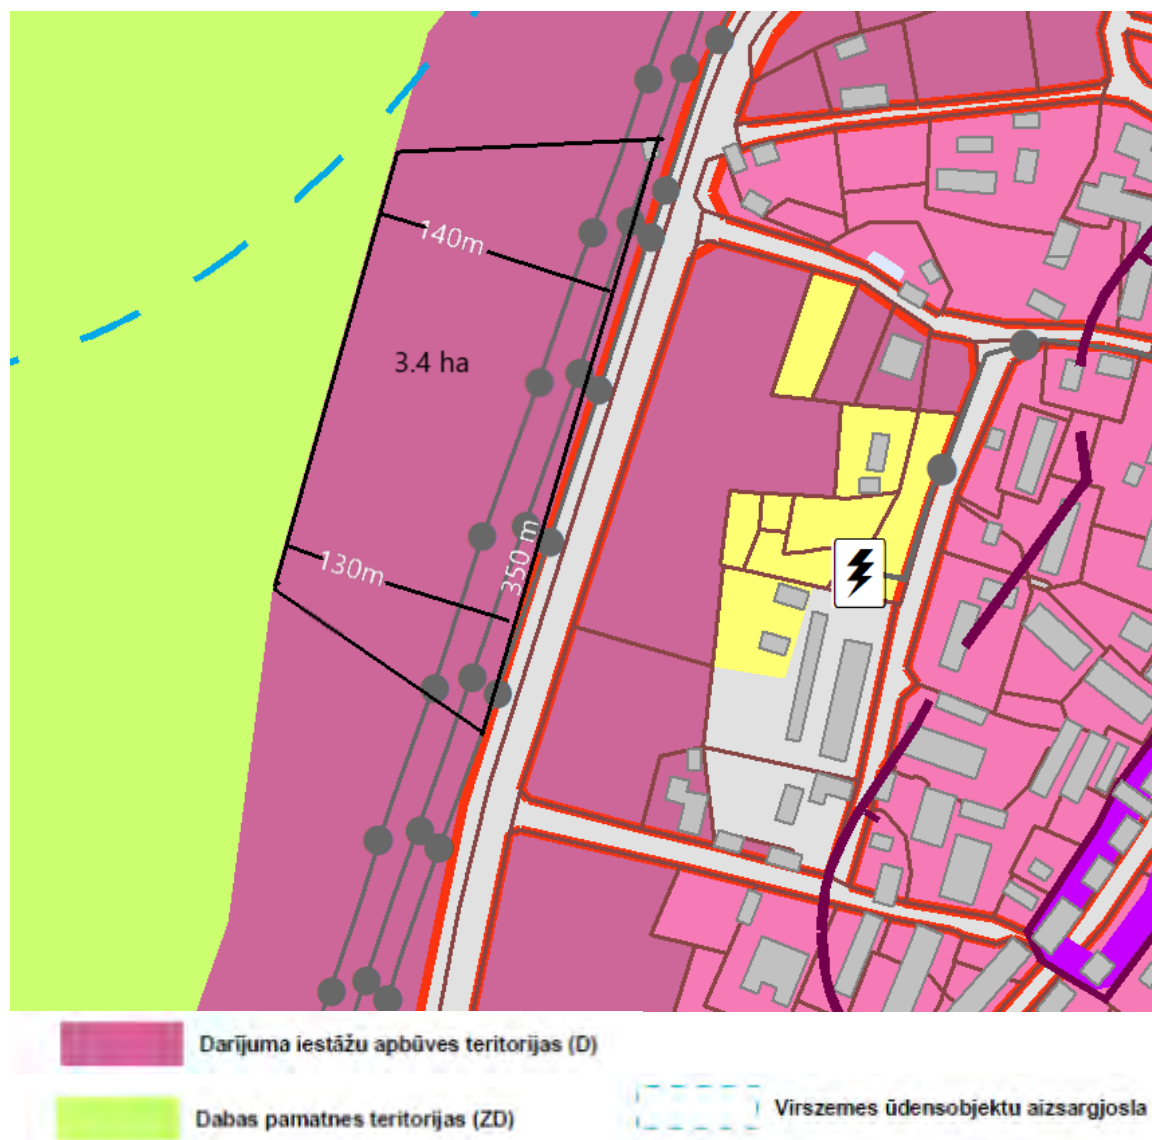 140m
3.4 ha
130m
350 m
Darījuma iestāžu apbūves teritorijas (D)
Dabas pamatnes teritorijas (ZD)
Virszemes ūdensobjektu aizsargjosla